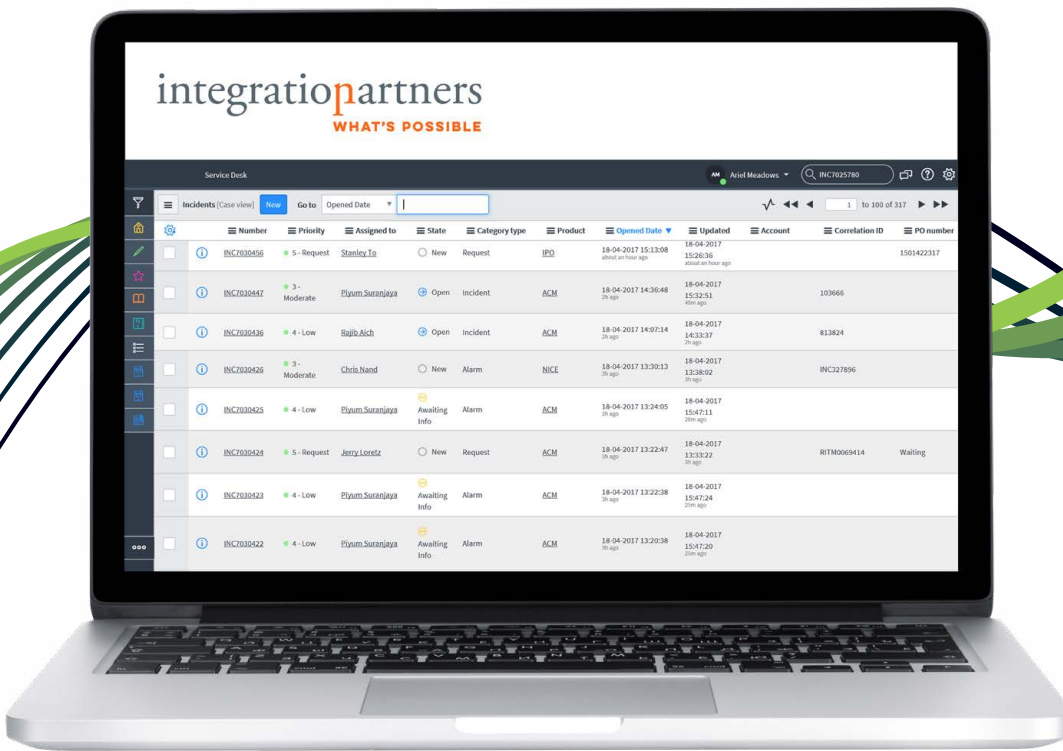 integrationpartners
WHAT'S POSSIBLE
Service Desk AM Ariel Meadows INC7025780
Incidents [Case view] New Go to Opened Date 1 to 100 of 317
Number Priority Assigned to State Category type Product Opened Date Updated Account Correlation ID PO number
INC7030456 5 - Request Stanley To New Request IPO 18-04-2017 15:13:08 about an hour ago 18-04-2017 15:26:36 about an hour ago 1501422317
INC7030447 3 - Moderate Piyum Suranjaya Open Incident ACM 18-04-2017 14:36:48 2h ago 18-04-2017 15:32:51 103666
INC7030436 4 - Low Rajib Aich Open Incident ACM 18-04-2017 14:07:14 2h ago 18-04-2017 14:33:37 2h ago 813824
INC7030426 3 - Moderate Chris Nand New Alarm NICE 18-04-2017 13:30:13 3h ago 18-04-2017 13:38:02 3h ago INC327896
INC7030425 4 - Low Piyum Suranjaya Awaiting Info Alarm ACM 18-04-2017 13:24:05 3h ago 18-04-2017 15:47:11
INC7030424 5 - Request Jerry Loretz New Request ACM 18-04-2017 13:22:47 3h ago 18-04-2017 13:33:22 3h ago RITM0069414 Waiting
INC7030423 4 - Low Piyum Suranjaya Awaiting Info Alarm ACM 18-04-2017 13:22:38 3h ago 18-04-2017 15:47:24
INC7030422 4 - Low Piyum Suranjaya Awaiting Info Alarm ACM 18-04-2017 13:20:38 3h ago 18-04-2017 15:47:20